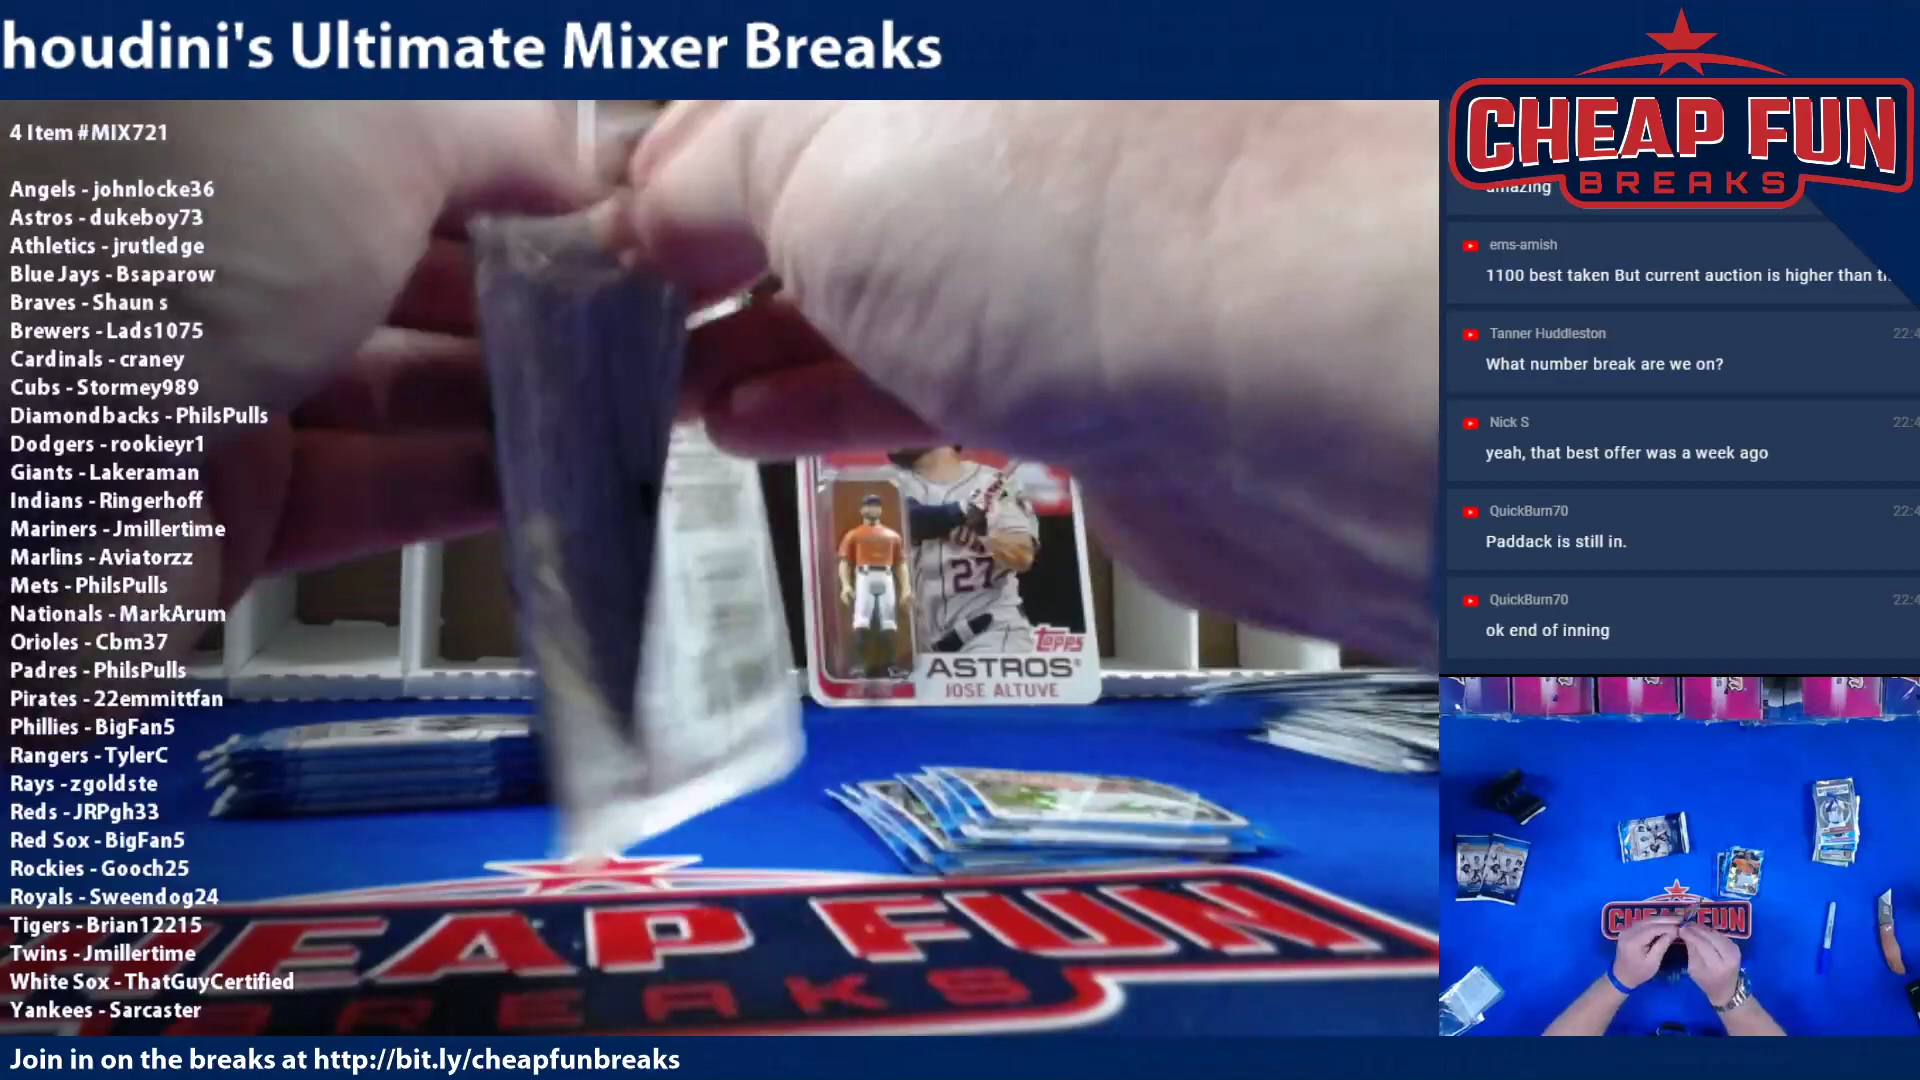 houdini's Ultimate Mixer Breaks
4 Item #MIX721
Angels - johnlocke36
Astros - dukeboy73
Athletics - jrutledge
Blue Jays - Bsaparow
Braves - Shaun s
Brewers - Lads1075
Cardinals - craney
Cubs - Stormey989
Diamondbacks - PhilsPulls
Dodgers - rookieyr1
Giants - Lakeraman
Indians - Ringerhoff
Mariners - Jmillertime
Marlins - Aviatorzz
Mets - PhilsPulls
Nationals - MarkArum
Orioles - Cbm37
Padres - PhilsPulls
Pirates - 22emmittfan
Phillies - BigFan5
Rangers - TylerC
Rays - zgoldste
Reds - JRPgh33
Red Sox - BigFan5
Rockies - Gooch25
Royals - Sweendog24
Tigers - Brian12215
Twins - Jmillertime
White Sox - ThatGuyCertified
Yankees - Sarcaster
27
Topps
ASTROS
JOSE ALTUVE
EAP FUN
REAKS
CHEAP FUN
BREAKS
amazing
ems-amish
1100 best taken But current auction is higher than
Tanner Huddleston
What number break are we on?
Nick S
yeah, that best offer was a week ago
QuickBurn70
Paddack is still in.
QuickBurn70
ok end of inning
CHEAP FUN
Join in on the breaks at http://bit.ly/cheapfunbreaks